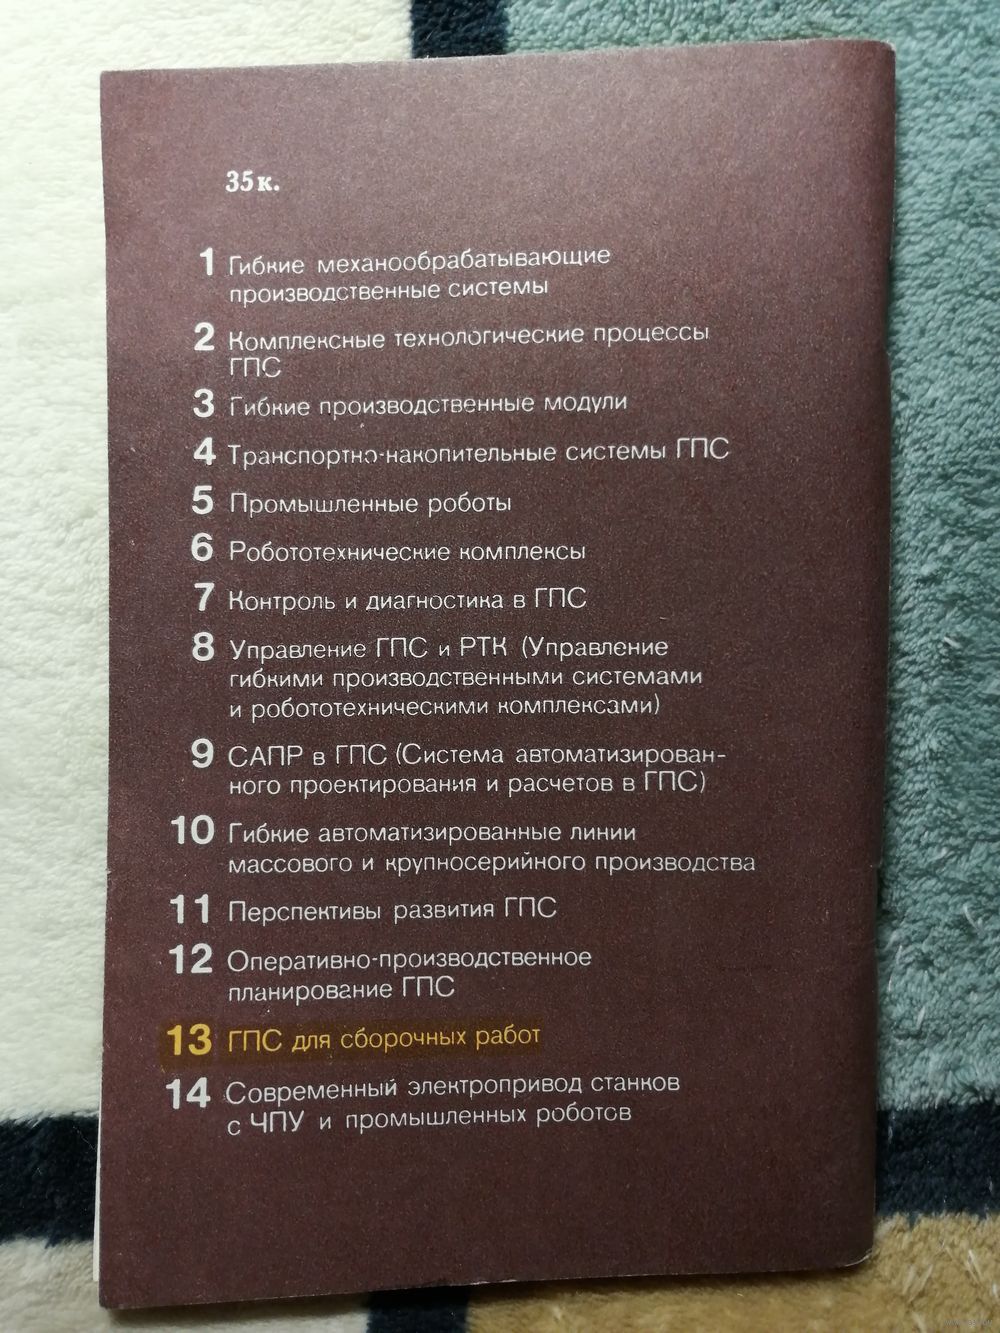 35к.
1 Гибкие механообрабатывающие
производственные системы
2 Комплексные технологические процессы
ГПС
3 Гибкие производственные модули
4 Транспортно-накопительные системы ГПС
5 Промышленные роботы
6 Робототехнические комплексы
7 Контроль и диагностика в ГПС
8 Управление ГПС и РТК (Управление
гибкими производственными системами
и робототехническими комплексами)
9 САПР в ГПС (Система автоматизирован-
ного проектирования и расчетов в ГПС)
10 Гибкие автоматизированные линии
массового и крупносерийного производства
11 Перспективы развития ГПС
12 Оперативно-производственное
планирование ГПС
13 ГПС для сборочных работ
14 Современный электропривод станков
с ЧПУ и промышленных роботов